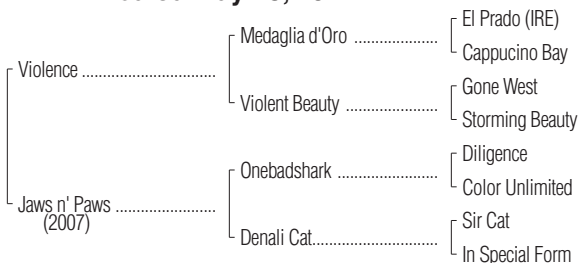 El Prado (IRE)
Medaglia d'Oro ....................
Cappucino Bay
Violence ................................
Gone West
Violent Beauty ......................
Storming Beauty
Diligence
Onebadshark ........................
Color Unlimited
Jaws n' Paws ........................
(2007)
Sir Cat
Denali Cat..............................
In Special Form